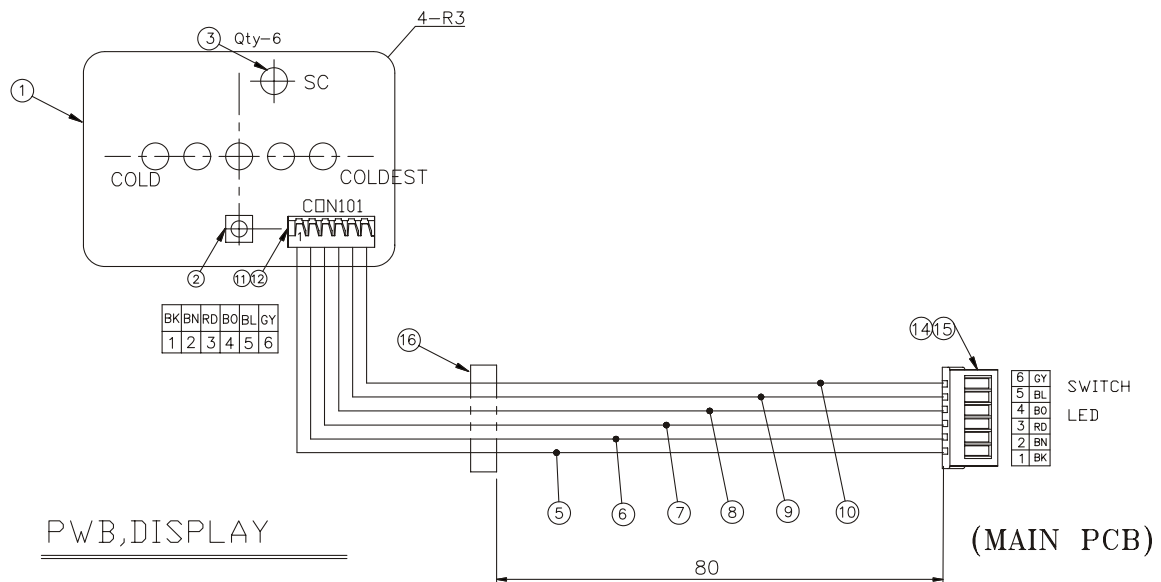 4-R3
3 Qty-6
1
SC
COLD
COLDEST
CON101
1
2
11 12
BK BN RD BO BL GY
1 2 3 4 5 6
16
14 15
6 GY
5 BL
4 BO
3 RD
2 BN
1 BK
SWITCH
LED
5 6 7 8 9 10
PWB,DISPLAY
(MAIN PCB)
80